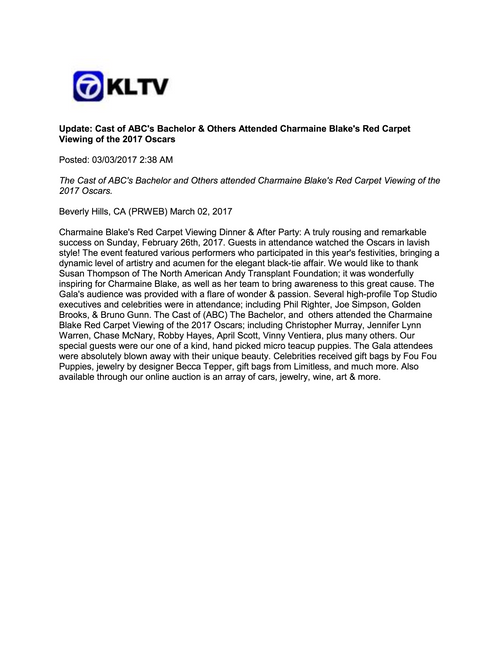 7 KLTV
Update: Cast of ABC's Bachelor & Others Attended Charmaine Blake's Red Carpet
Viewing of the 2017 Oscars
Posted: 03/03/2017 2:38 AM
The Cast of ABC's Bachelor and Others attended Charmaine Blake's Red Carpet Viewing of the
2017 Oscars.
Beverly Hills, CA (PRWEB) March 02, 2017
Charmaine Blake's Red Carpet Viewing Dinner & After Party: A truly rousing and remarkable
success on Sunday, February 26th, 2017. Guests in attendance watched the Oscars in lavish
style! The event featured various performers who participated in this year's festivities, bringing a
dynamic level of artistry and acumen for the elegant black-tie affair. We would like to thank
Susan Thompson of The North American Andy Transplant Foundation; it was wonderfully
inspiring for Charmaine Blake, as well as her team to bring awareness to this great cause. The
Gala's audience was provided with a flare of wonder & passion. Several high-profile Top Studio
executives and celebrities were in attendance; including Phil Righter, Joe Simpson, Golden
Brooks, & Bruno Gunn. The Cast of (ABC) The Bachelor, and others attended the Charmaine
Blake Red Carpet Viewing of the 2017 Oscars; including Christopher Murray, Jennifer Lynn
Warren, Chase McNary, Robby Hayes, April Scott, Vinny Ventiera, plus many others. Our
special guests were our one of a kind, hand picked micro teacup puppies. The Gala attendees
were absolutely blown away with their unique beauty. Celebrities received gift bags by Fou Fou
Puppies, jewelry by designer Becca Tepper, gift bags from Limitless, and much more. Also
available through our online auction is an array of cars, jewelry, wine, art & more.